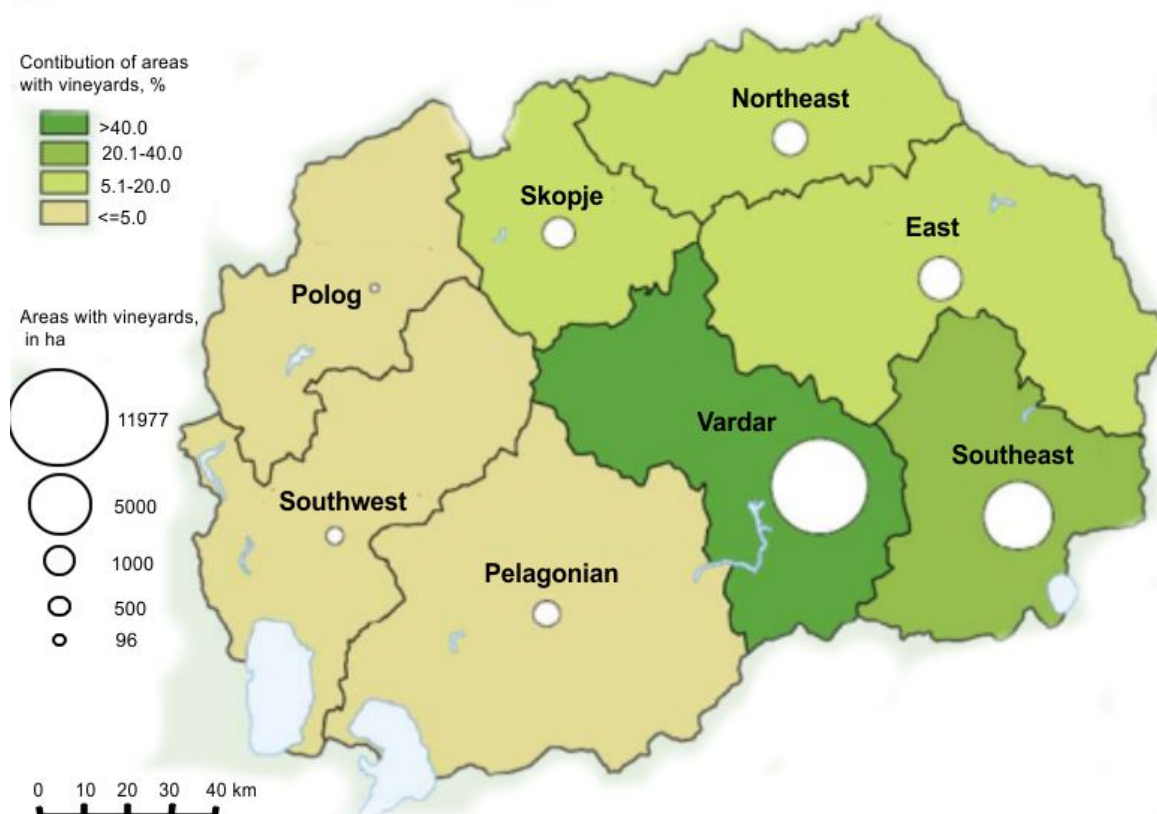 Contibution of areas
with vineyards, %
>40.0
20.1-40.0
5.1-20.0
<=5.0
Areas with vineyards,
in ha
11977
5000
1000
500
96
0 10 20 30 40 km
Northeast
Skopje
East
Polog
Vardar
Southeast
Southwest
Pelagonian